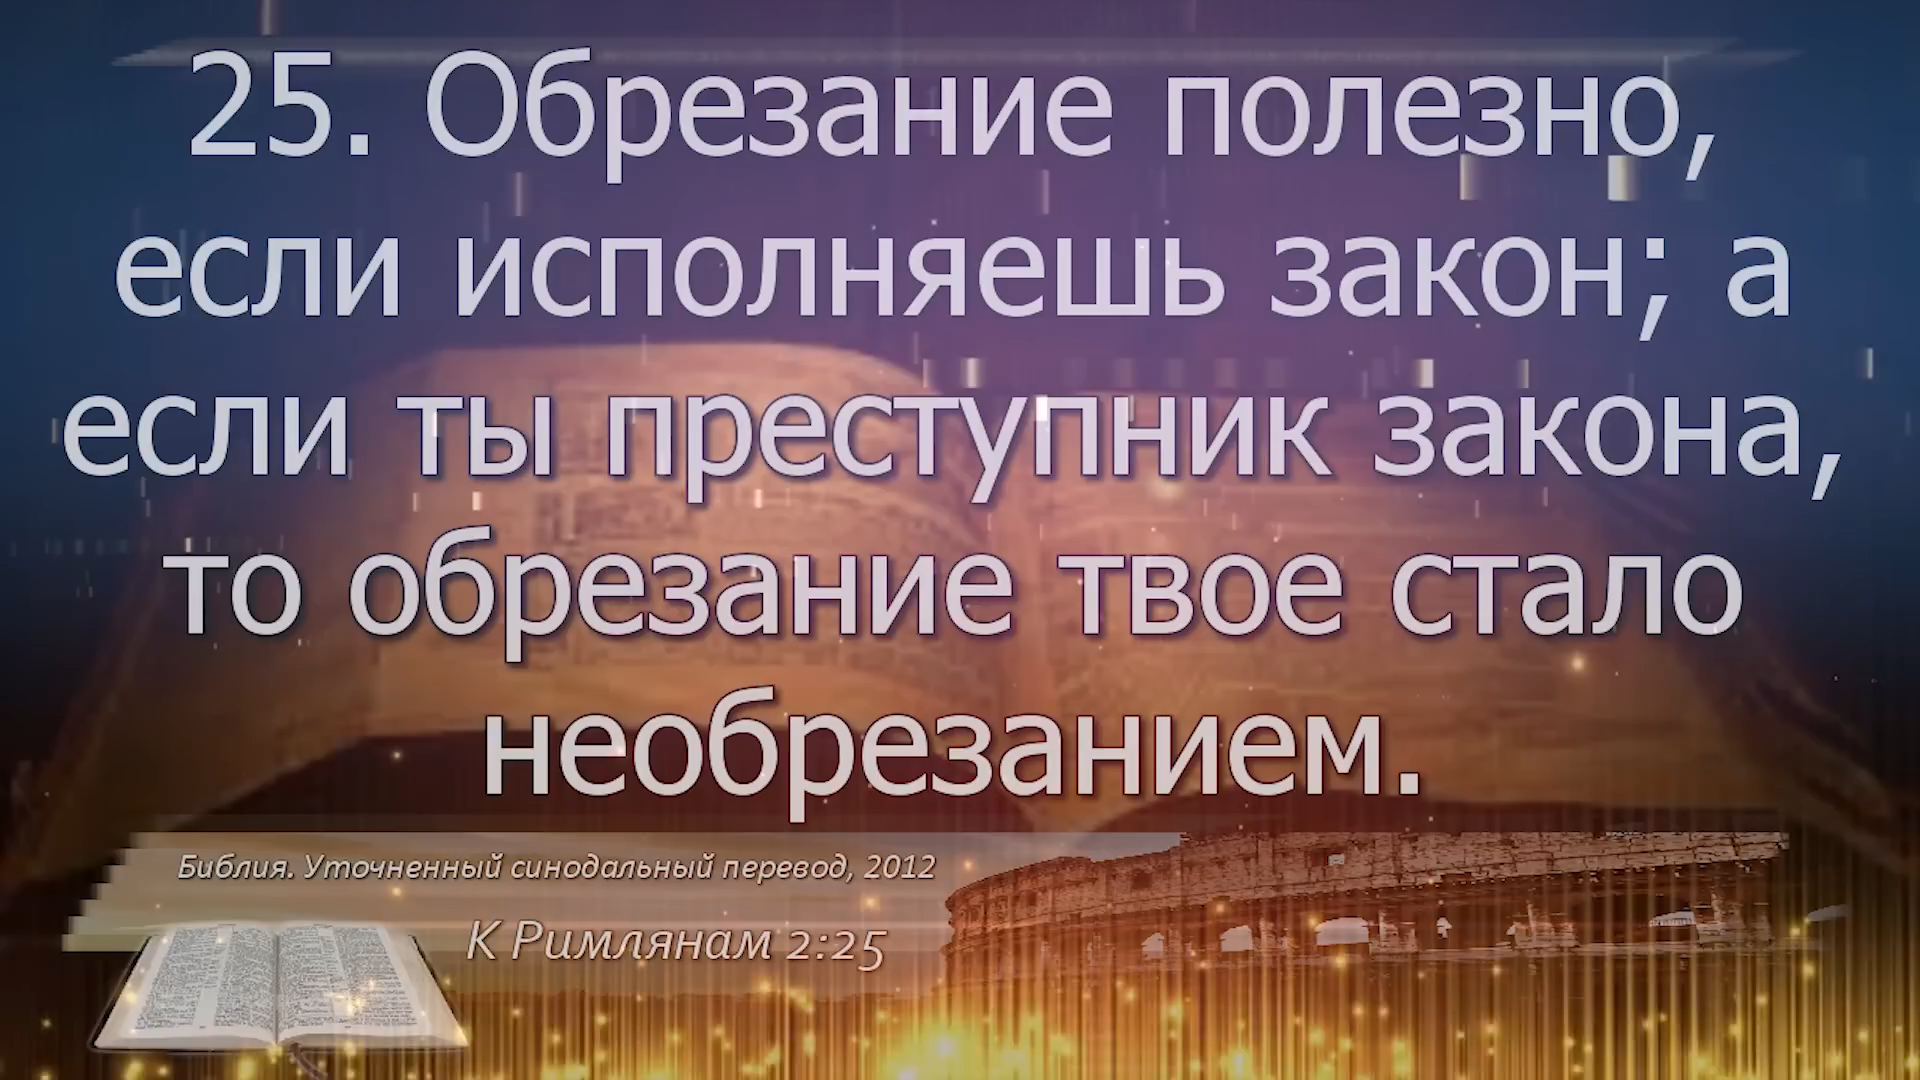 25. Обрезание полезно,
если исполняешь закон; а
если ты преступник закона,
то обрезание твое стало
необрезанием.
Библия. Уточненный синодальный перевод, 2012
К Римлянам 2:25